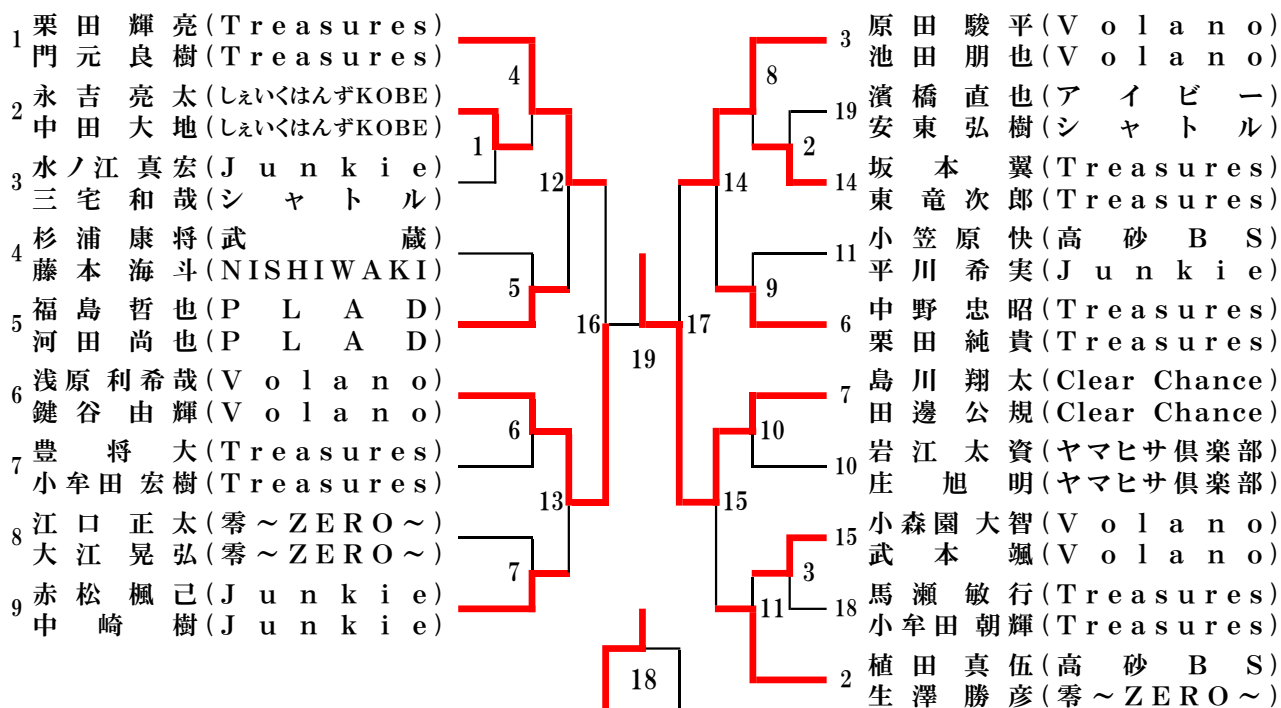 1 栗田輝亮(Treasures)
門元良樹(Treasures)
2 永吉亮太(しぇいくはんずKOBE)
中田大地(しぇいくはんずKOBE)
3 水ノ江真宏(Junkie)
三宅和哉(シャトル)
4 杉浦康将(武蔵)
藤本海斗(NISHIWAKI)
5 福島哲也(PLAD)
河田尚也(PLAD)
6 浅原利希哉(Volano)
鍵谷由輝(Volano)
7 豊将大(Treasures)
小牟田宏樹(Treasures)
8 江口正太(零～ZERO～)
大江晃弘(零～ZERO～)
9 赤松楓己(Junkie)
中崎樹(Junkie)
4
1
12
5
16
6
13
7
19
18
8
2
14
9
17
10
15
3
11
3 原田駿平(Volano)
池田朋也(Volano)
19 濱橋直也(アイビー)
安東弘樹(シャトル)
14 坂本翼(Treasures)
東竜次郎(Treasures)
11 小笠原快(高砂BS)
平川希実(Junkie)
6 中野忠昭(Treasures)
栗田純貴(Treasures)
7 島川翔太(Clear Chance)
田邊公規(Clear Chance)
10 岩江太資(ヤマヒサ倶楽部)
庄旭明(ヤマヒサ倶楽部)
15 小森園大智(Volano)
武本颯(Volano)
18 馬瀬敏行(Treasures)
小牟田朝輝(Treasures)
2 植田真伍(高砂BS)
生澤勝彦(零～ZERO～)